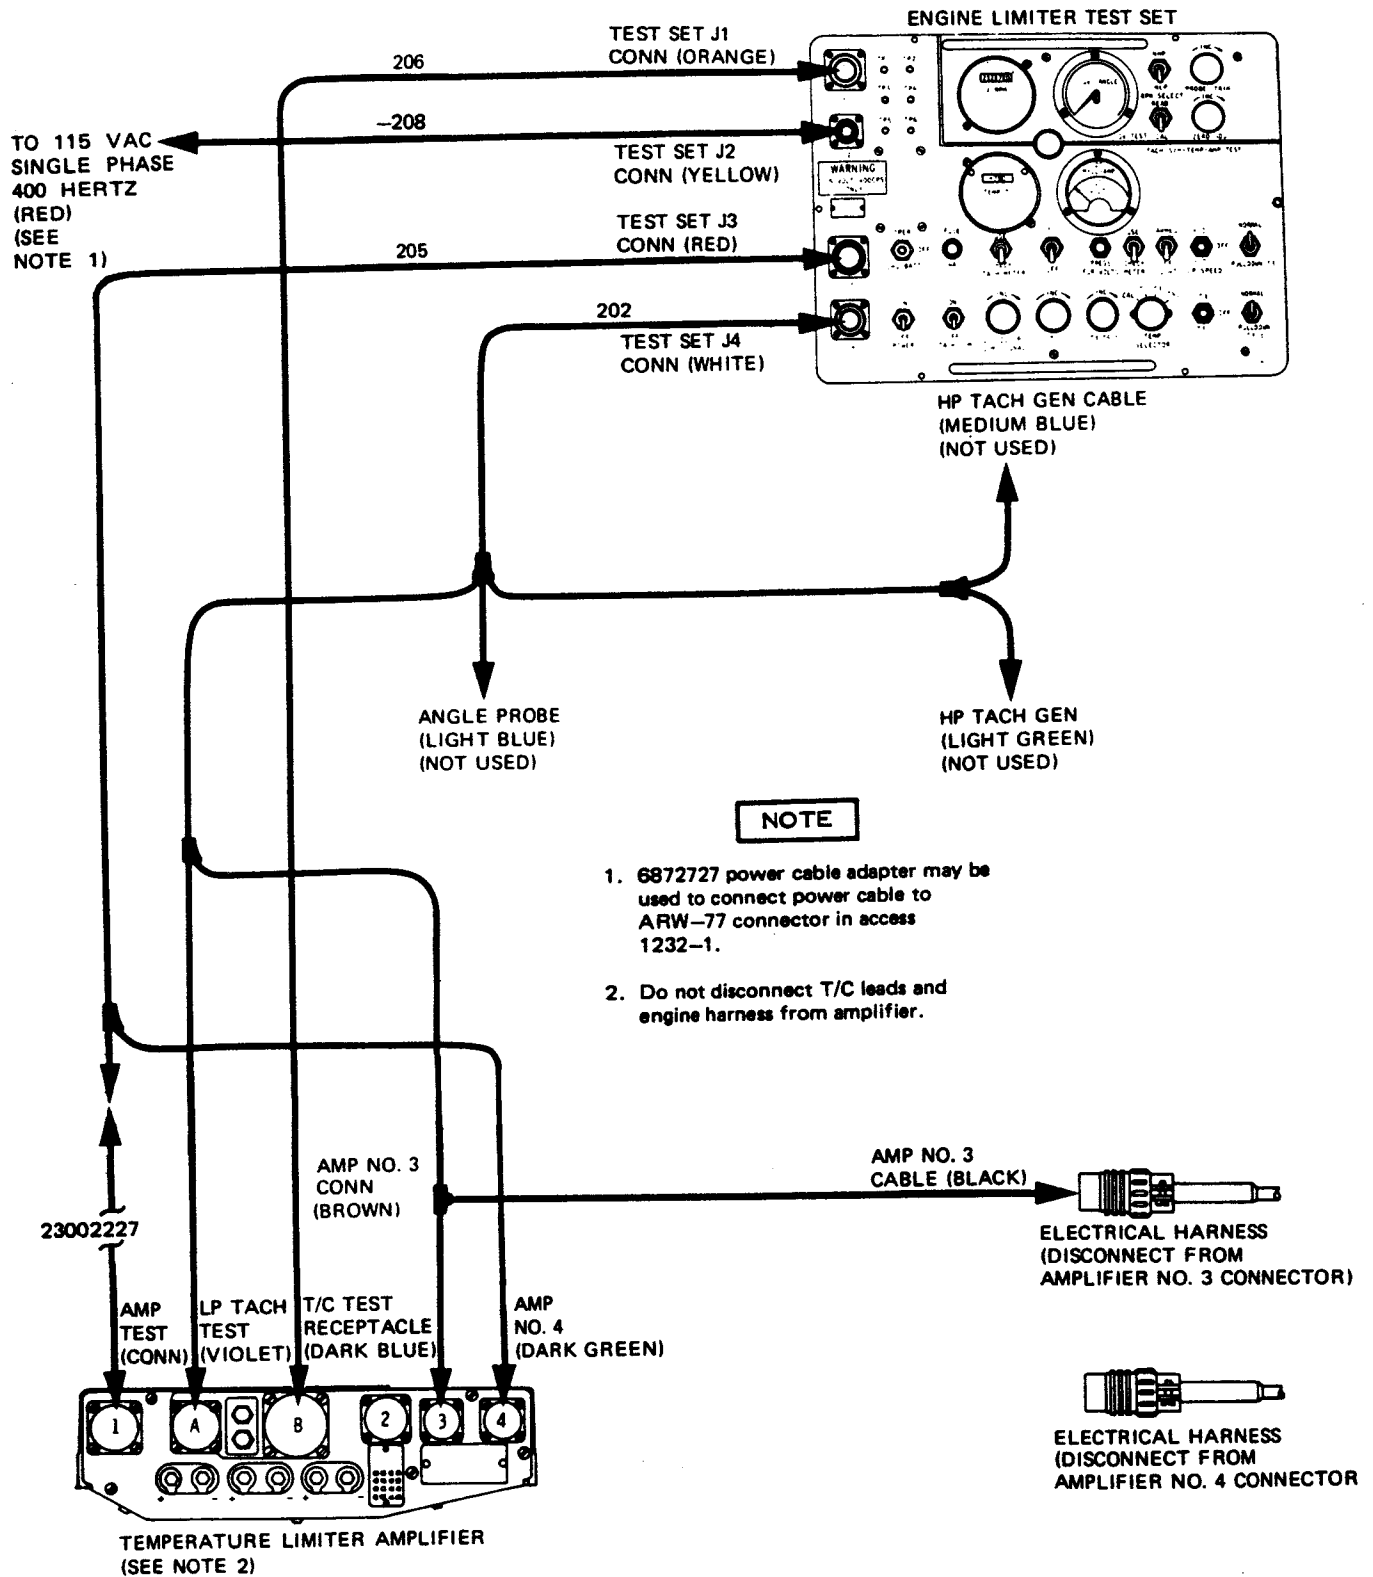 ENGINE LIMITER TEST SET
TEST SET J1
CONN (ORANGE)
206
–208
TO 115 VAC
SINGLE PHASE
400 HERTZ
(RED)
(SEE
NOTE 1)
TEST SET J2
CONN (YELLOW)
WARNING
TEST SET J3
CONN (RED)
205
202
TEST SET J4
CONN (WHITE)
HP TACH GEN CABLE
(MEDIUM BLUE)
(NOT USED)
ANGLE PROBE
(LIGHT BLUE)
(NOT USED)
HP TACH GEN
(LIGHT GREEN)
(NOT USED)
NOTE
1. 6872727 power cable adapter may be
used to connect power cable to
ARW–77 connector in access
1232–1.
2. Do not disconnect T/C leads and
engine harness from amplifier.
AMP NO. 3
CONN
(BROWN)
AMP NO. 3
CABLE (BLACK)
23002227
ELECTRICAL HARNESS
(DISCONNECT FROM
AMPLIFIER NO. 3 CONNECTOR)
AMP
TEST
(CONN)
LP TACH
TEST
(VIOLET)
T/C TEST
RECEPTACLE
(DARK BLUE)
AMP
NO. 4
(DARK GREEN)
1
A
B
2
3
4
ELECTRICAL HARNESS
(DISCONNECT FROM
AMPLIFIER NO. 4 CONNECTOR
TEMPERATURE LIMITER AMPLIFIER
(SEE NOTE 2)